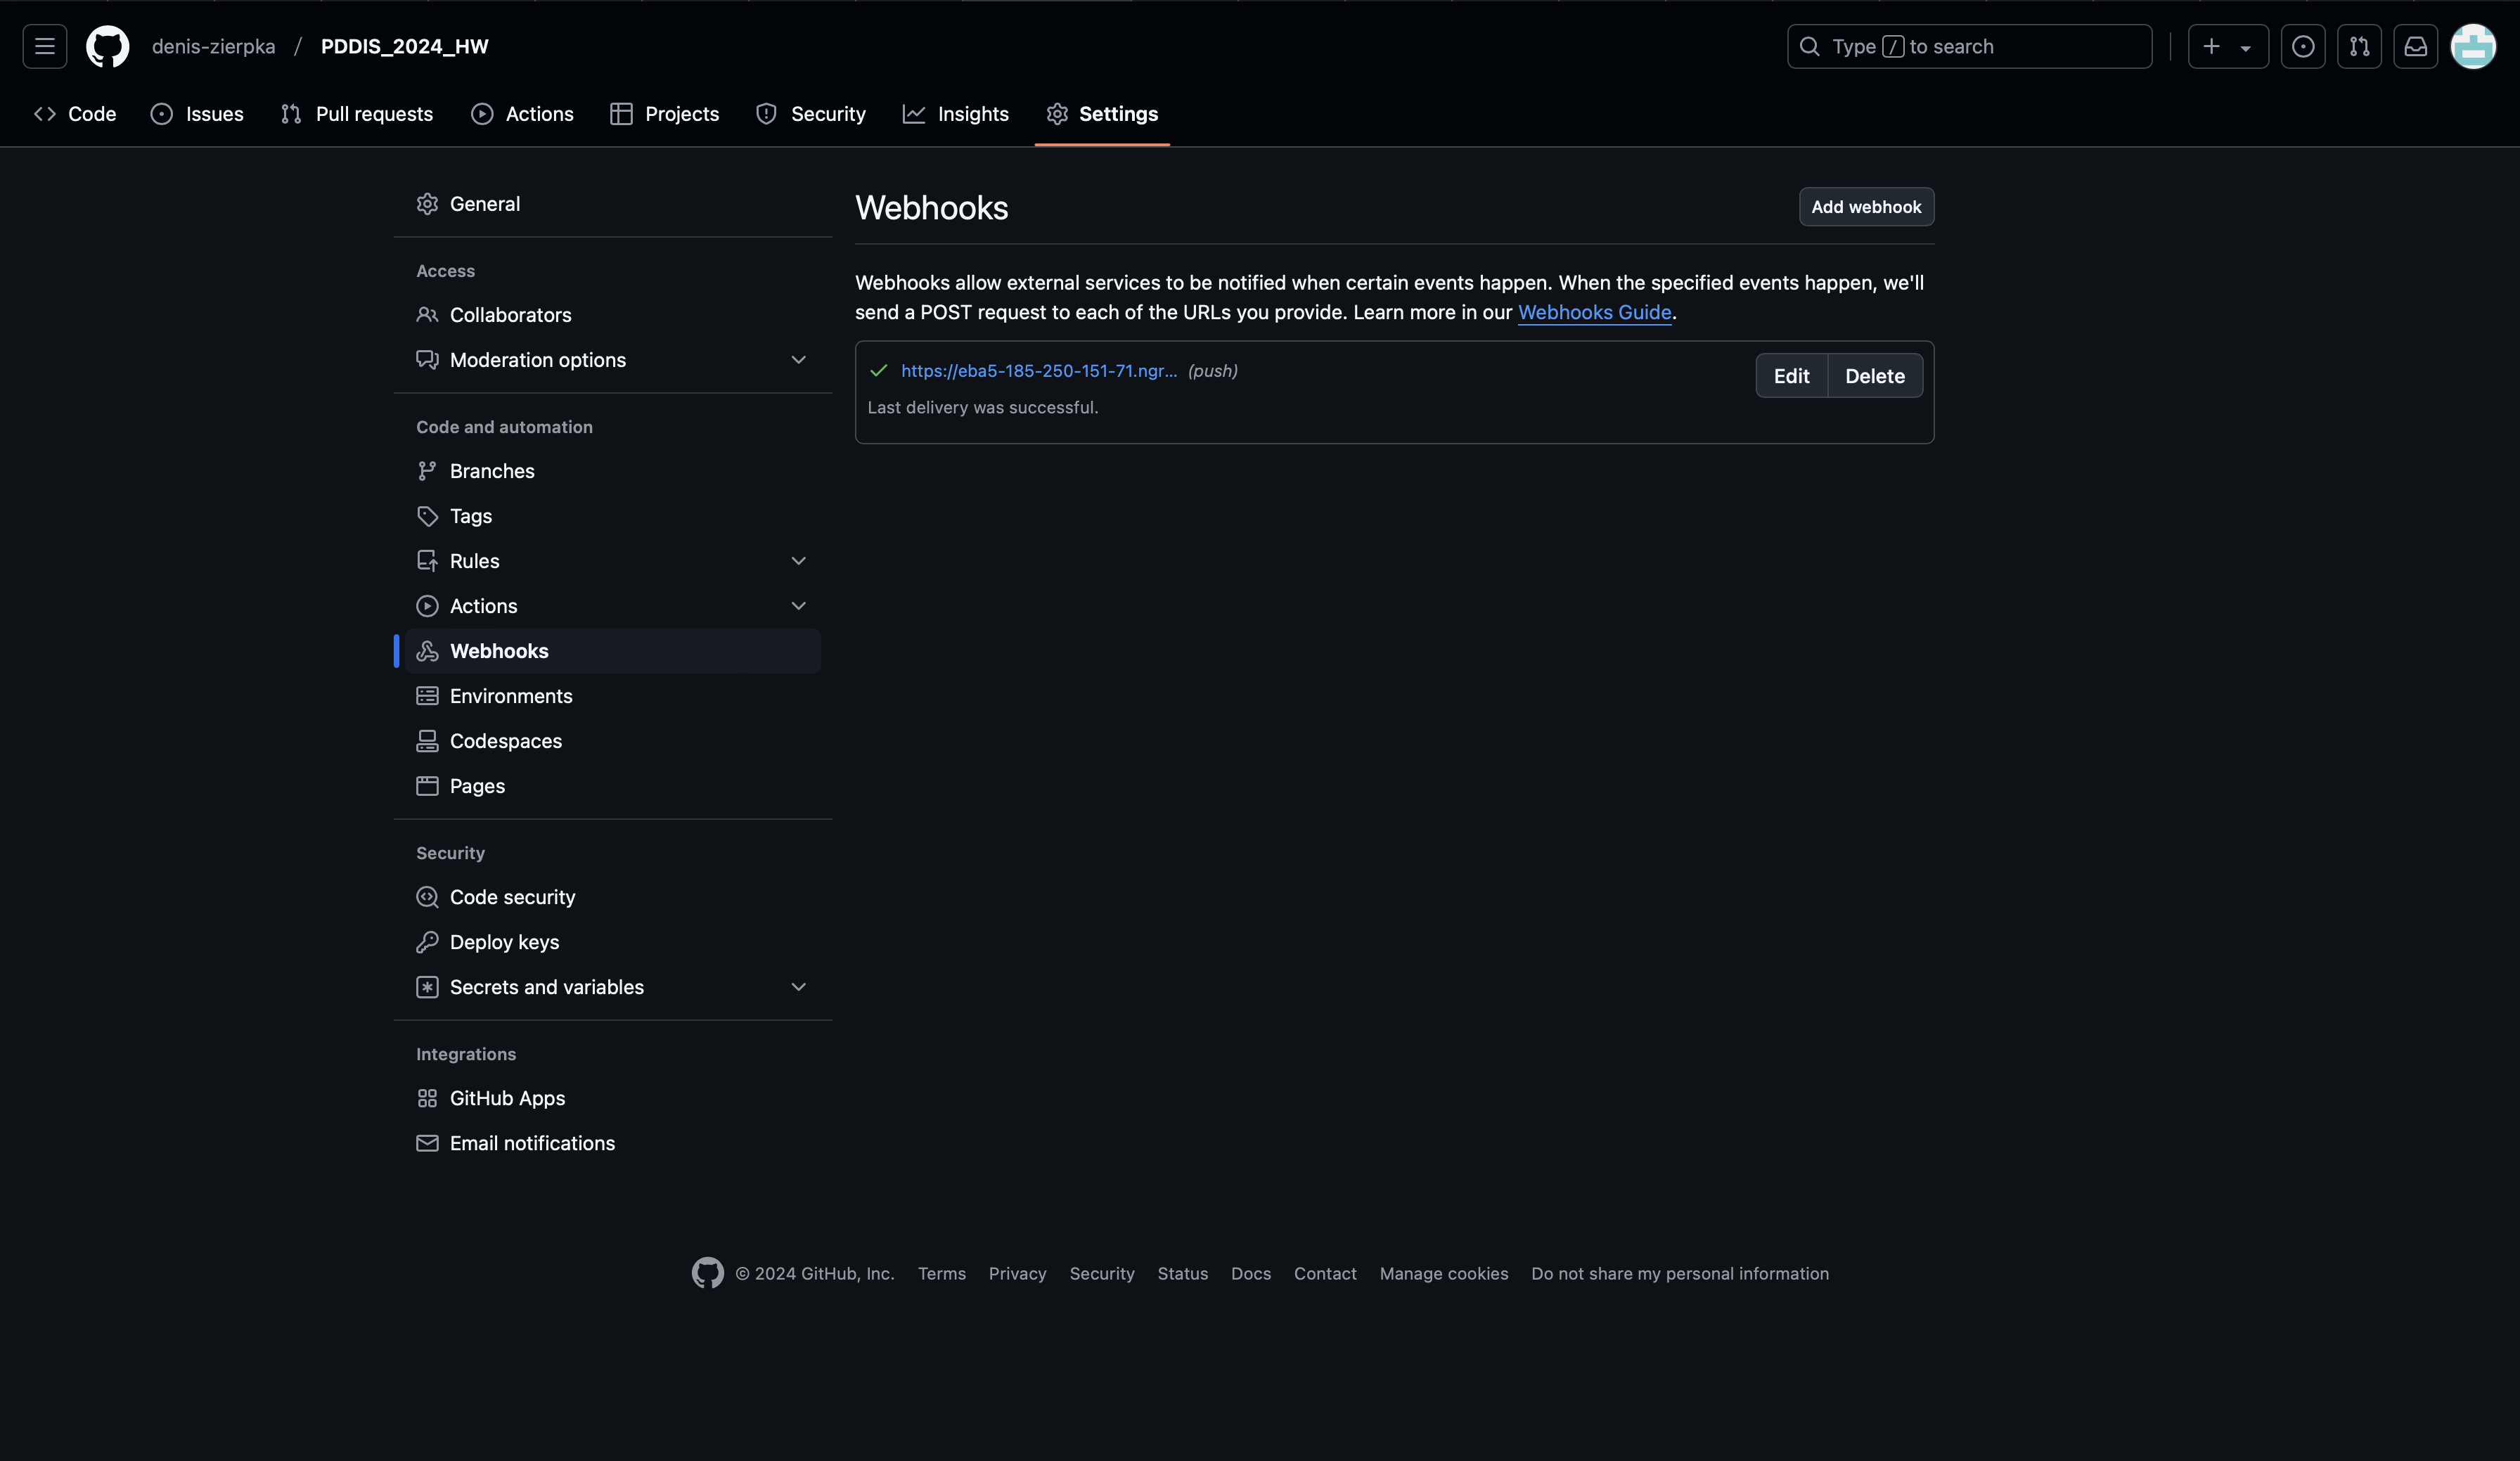 denis-zierpka / PDDIS_2024_HW
Type / to search
Code
Issues
Pull requests
Actions
Projects
Security
Insights
Settings
General
Access
Collaborators
Moderation options
Code and automation
Branches
Tags
Rules
Actions
Webhooks
Environments
Codespaces
Pages
Security
Code security
Deploy keys
Secrets and variables
Integrations
GitHub Apps
Email notifications
Webhooks
Add webhook
Webhooks allow external services to be notified when certain events happen. When the specified events happen, we'll
send a POST request to each of the URLs you provide. Learn more in our Webhooks Guide.
https://eba5-185-250-151-71.ngr... (push)
Edit
Delete
Last delivery was successful.
© 2024 GitHub, Inc.
Terms
Privacy
Security
Status
Docs
Contact
Manage cookies
Do not share my personal information